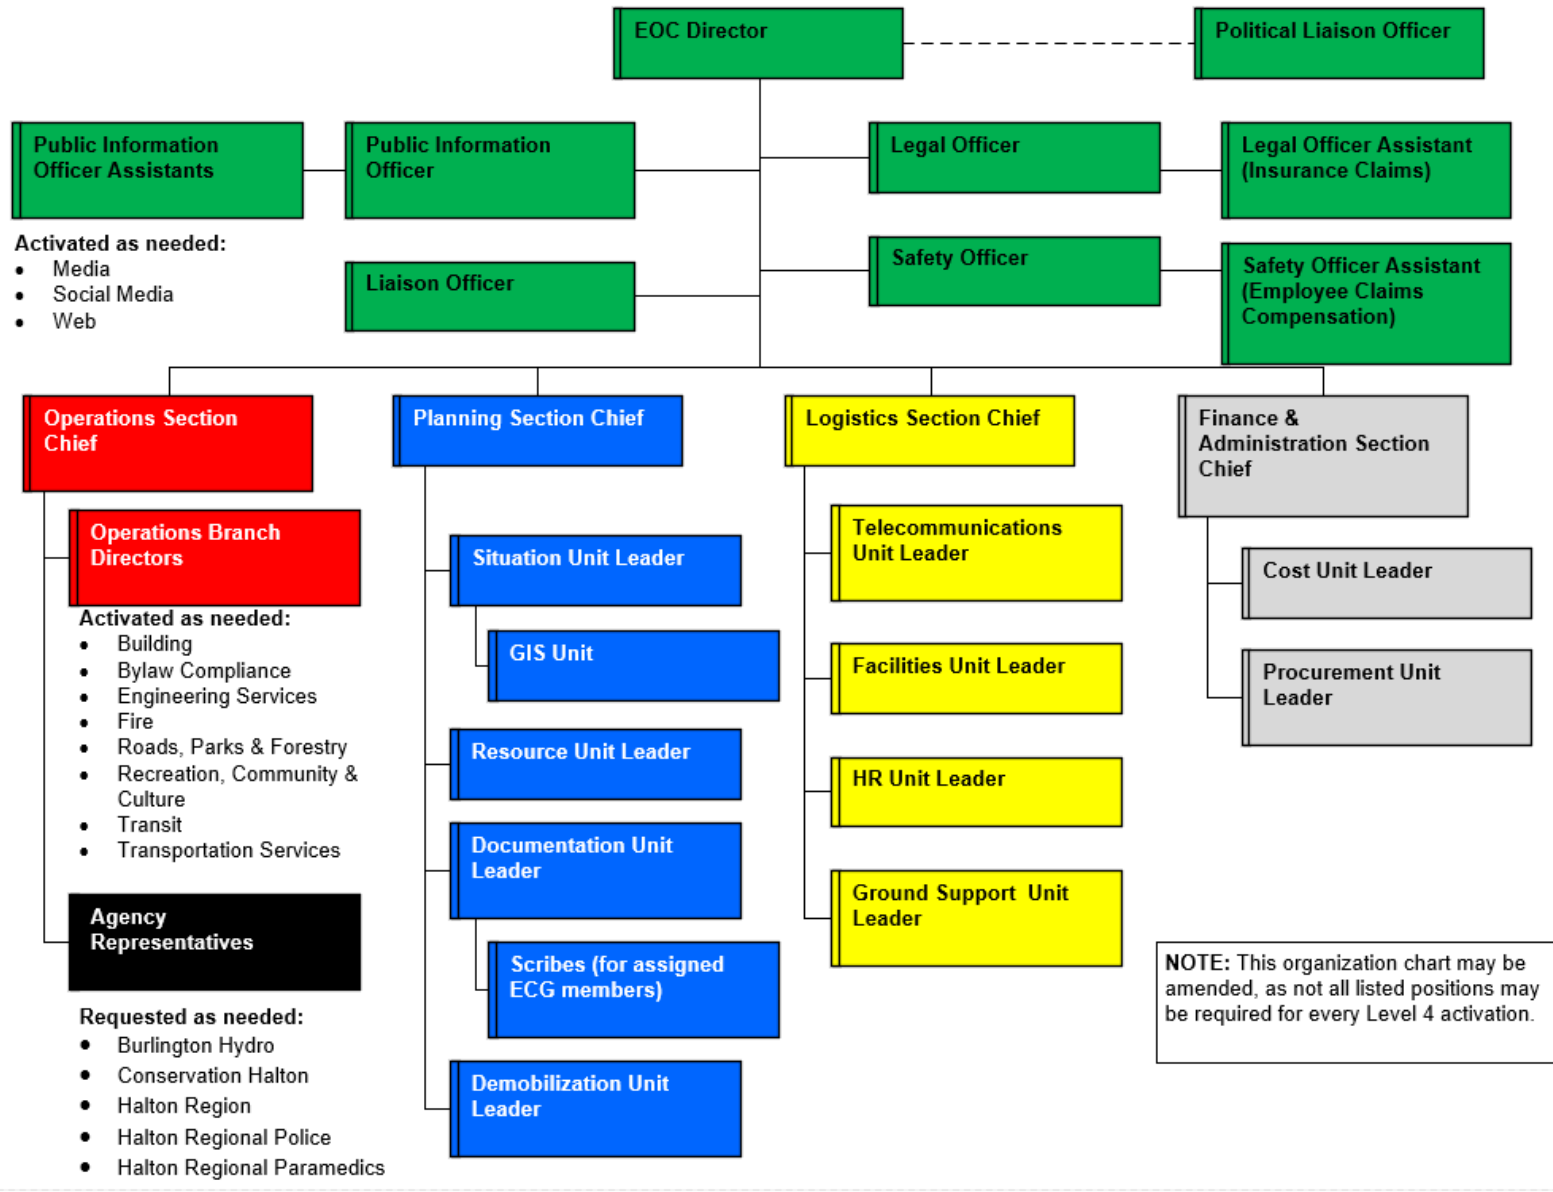 EOC Director
Political Liaison Officer
Public Information
Officer Assistants
Public Information
Officer
Legal Officer
Legal Officer Assistant
(Insurance Claims)
Activated as needed:
• Media
• Social Media
• Web
Liaison Officer
Safety Officer
Safety Officer Assistant
(Employee Claims
Compensation)
Operations Section
Chief
Operations Branch
Directors
Activated as needed:
• Building
• Bylaw Compliance
• Engineering Services
• Fire
• Roads, Parks & Forestry
• Recreation, Community &
Culture
• Transit
• Transportation Services
Agency
Representatives
Requested as needed:
• Burlington Hydro
• Conservation Halton
• Halton Region
• Halton Regional Police
• Halton Regional Paramedics
Planning Section Chief
Situation Unit Leader
GIS Unit
Resource Unit Leader
Documentation Unit
Leader
Scribes (for assigned
ECG members)
Demobilization Unit
Leader
Logistics Section Chief
Telecommunications
Unit Leader
Facilities Unit Leader
HR Unit Leader
Ground Support Unit
Leader
Finance &
Administration Section
Chief
Cost Unit Leader
Procurement Unit
Leader
NOTE: This organization chart may be
amended, as not all listed positions may
be required for every Level 4 activation.